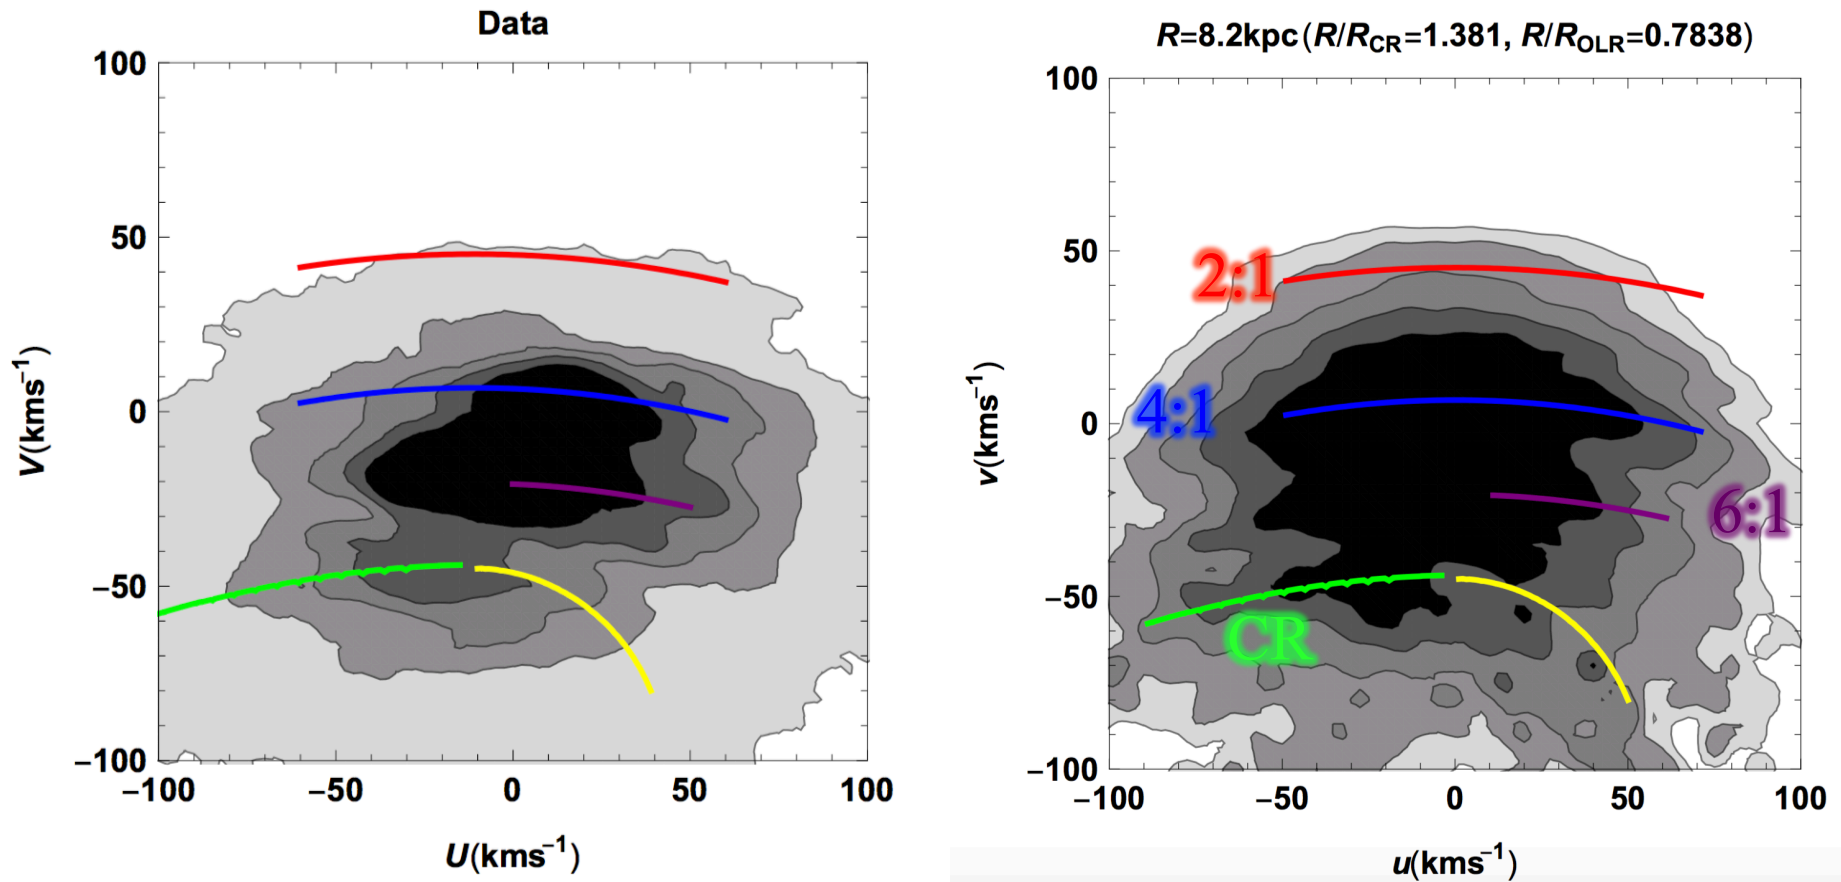 Data
100
50
0
−50
−100
−100 −50 0 50 100
V(kms⁻¹)
U(kms⁻¹)
R=8.2kpc(R/R_CR=1.381, R/R_OLR=0.7838)
100
50
0
−50
−100
−100 −50 0 50 100
v(kms⁻¹)
u(kms⁻¹)
2:1
4:1
6:1
CR